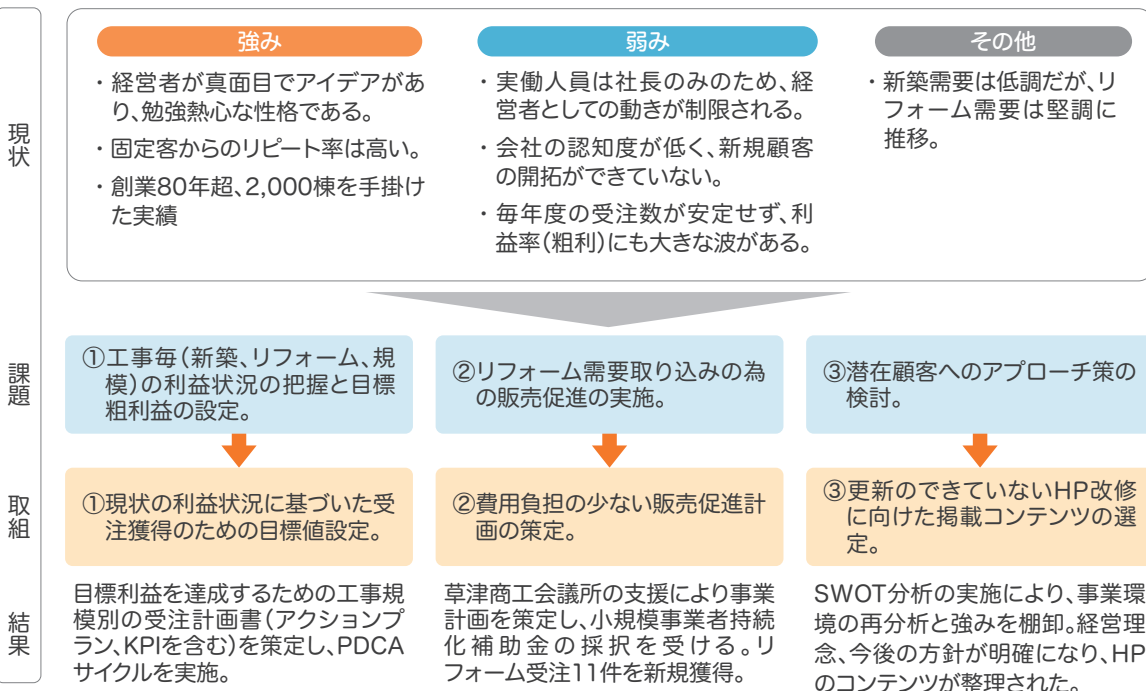 現状
強み
・経営者が真面目でアイデアがあ
り、勉強熱心な性格である。
・固定客からのリピート率は高い。
・創業80年超、2,000棟を手掛け
た実績
弱み
・実働人員は社長のみのため、経
営者としての動きが制限される。
・会社の認知度が低く、新規顧客
の開拓ができていない。
・毎年度の受注数が安定せず、利
益率(粗利)にも大きな波がある。
その他
・新築需要は低調だが、リ
フォーム需要は堅調に
推移。
課題
①工事毎(新築、リフォーム、規
模)の利益状況の把握と目標
粗利益の設定。
②リフォーム需要取り込みの為
の販売促進の実施。
③潜在顧客へのアプローチ策の
検討。
取組
①現状の利益状況に基づいた受
注獲得のための目標値設定。
②費用負担の少ない販売促進計
画の策定。
③更新のできていないHP改修
に向けた掲載コンテンツの選
定。
結果
目標利益を達成するための工事規
模別の受注計画書(アクションプ
ラン、KPIを含む)を策定し、PDCA
サイクルを実施。
草津商工会議所の支援により事業
計画を策定し、小規模事業者持続
化補助金の採択を受ける。リ
フォーム受注11件を新規獲得。
SWOT分析の実施により、事業環
境の再分析と強みを棚卸。経営理
念、今後の方針が明確になり、HP
のコンテンツが整理された。